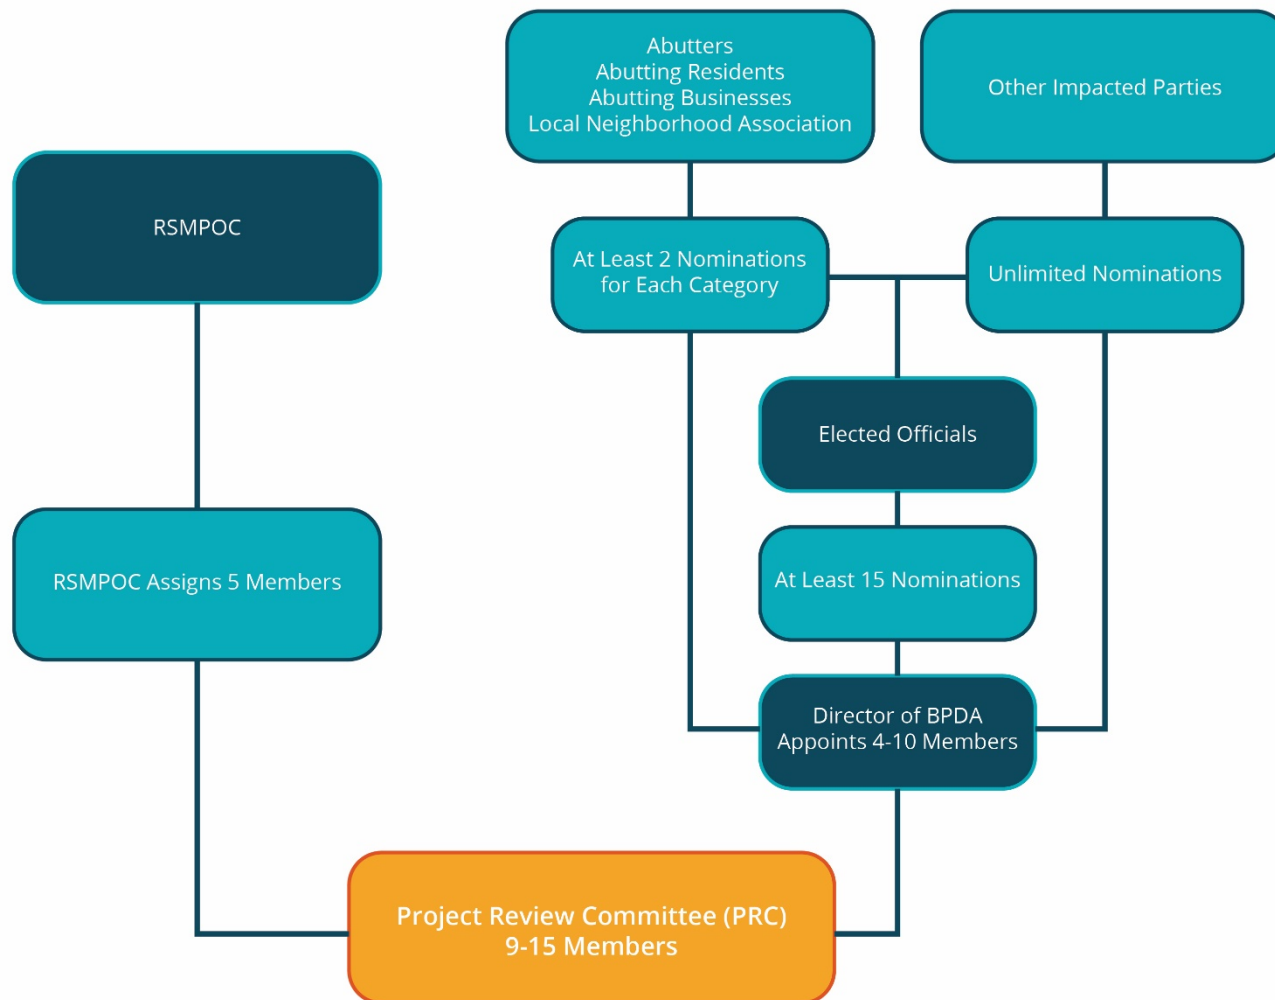 Abutters
Abutting Residents
Abutting Businesses
Local Neighborhood Association
Other Impacted Parties
RSMPOC
At Least 2 Nominations
for Each Category
Unlimited Nominations
Elected Officials
RSMPOC Assigns 5 Members
At Least 15 Nominations
Director of BPDA
Appoints 4-10 Members
Project Review Committee (PRC)
9-15 Members